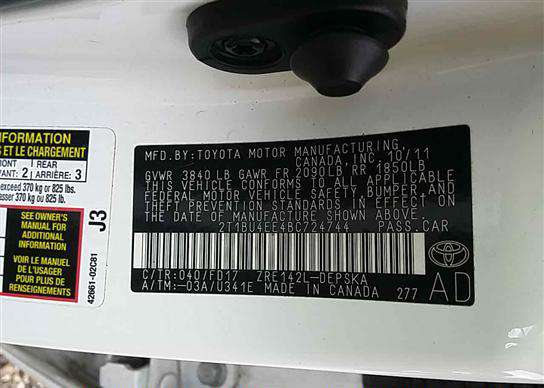 INFORMATION
S ET LE CHARGEMENT
RONT
VANT: 2
REAR
ARRIÈRE: 3
exceed 370 kg or 825 lbs.
asser 370 kg ou 825 lb.
SEE OWNER'S
MANUAL FOR
ADDITIONAL
INFORMATION
VOIR LE MANUEL
DE L'USAGER
POUR PLUS DE
RENSEIGNEMENTS
42661-02C81
J3
MFD.BY:TOYOTA MOTOR MANUFACTURING,
CANADA, INC. 10/11
GVWR 3840LB GAWR FR 2090LB RR 1850LB
THIS VEHICLE CONFORMS TO ALL APPLICABLE
FEDERAL MOTOR VEHICLE SAFETY, BUMPER, AND
THEFT PREVENTION STANDARDS IN EFFECT ON
THE DATE OF MANUFACTURE SHOWN ABOVE.
2T1BU4EE4BC724744 PASS.CAR
C/TR:040/FD17 ZRE142L-DEPSKA
A/TM:-03A/U341E MADE IN CANADA 277
AD